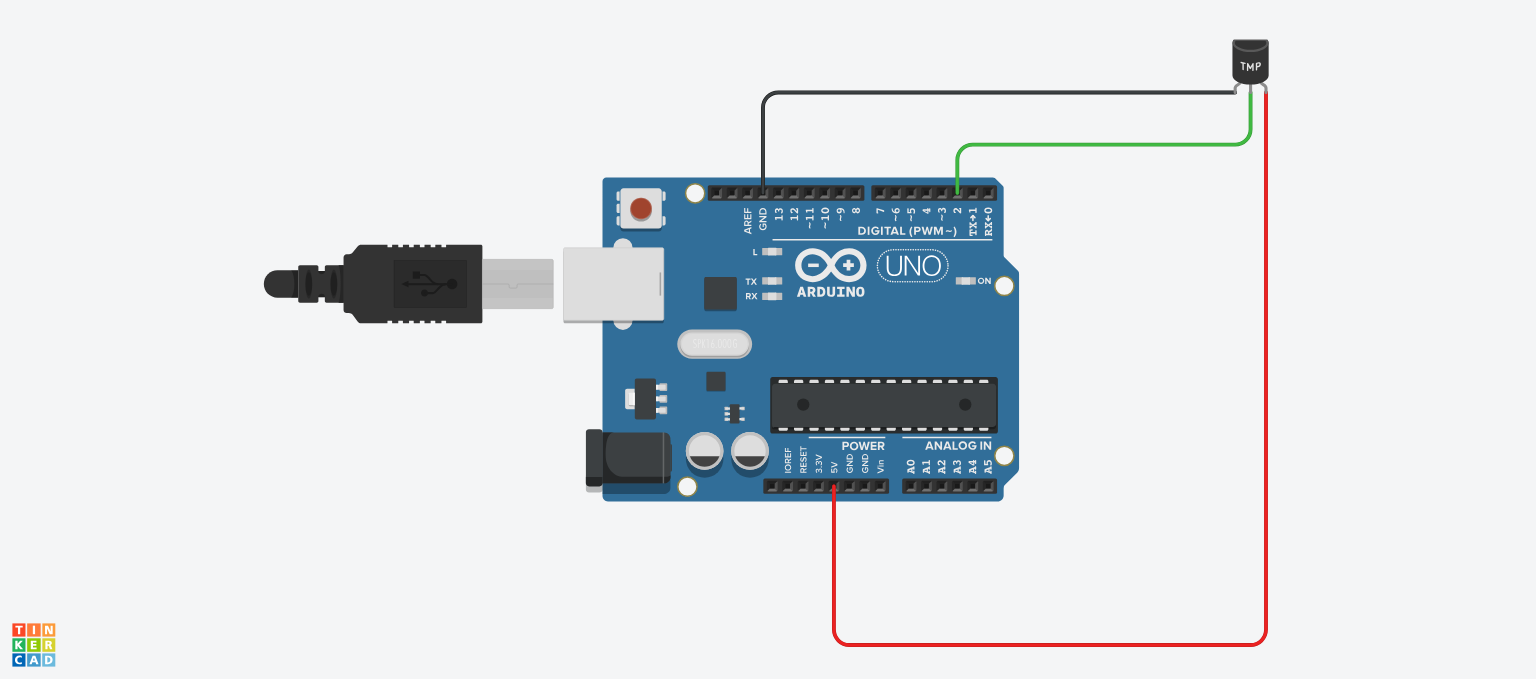 TMP
AREF
GND
13
12
~11
~10
~9
8
7
~6
~5
4
~3
2
TX→1
RX←0
DIGITAL (PWM~)
L
TX
RX
UNO
ARDUINO
ON
POWER
ANALOG IN
IOREF
RESET
3.3V
5V
GND
GND
Vin
A0
A1
A2
A3
A4
A5
TIN
KER
CAD